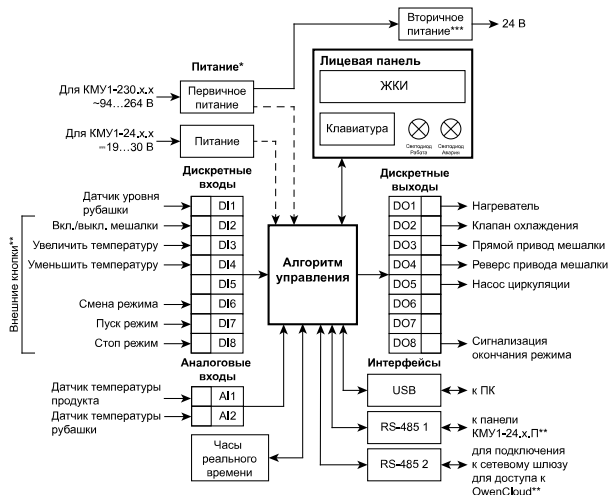 Вторичное
питание***
24 В
Питание*
Лицевая панель
ЖКИ
Клавиатура
Светодиод
Работа
Светодиод
Авария
Для КМУ1-230.x.x
~94...264 В
Первичное
питание
Для КМУ1-24.x.x
=19...30 В
Питание
Дискретные
входы
Датчик уровня
рубашки
DI1
Внешние кнопки**
Вкл./выкл. мешалки
DI2
Увеличить температуру
DI3
Уменьшить температуру
DI4
DI5
Смена режима
DI6
Пуск режим
DI7
Стоп режим
DI8
Алгоритм
управления
Дискретные
выходы
DO1
Нагреватель
DO2
Клапан охлаждения
DO3
Прямой привод мешалки
DO4
Реверс привода мешалки
DO5
Насос циркуляции
DO6
DO7
DO8
Сигнализация
окончания режима
Аналоговые
входы
Датчик температуры
продукта
AI1
Датчик температуры
рубашки
AI2
Часы
реального
времени
Интерфейсы
USB
к ПК
RS-485 1
к панели
КМУ1-24.x.П**
RS-485 2
для подключения
к сетевому шлюзу
для доступа к
OwenCloud**